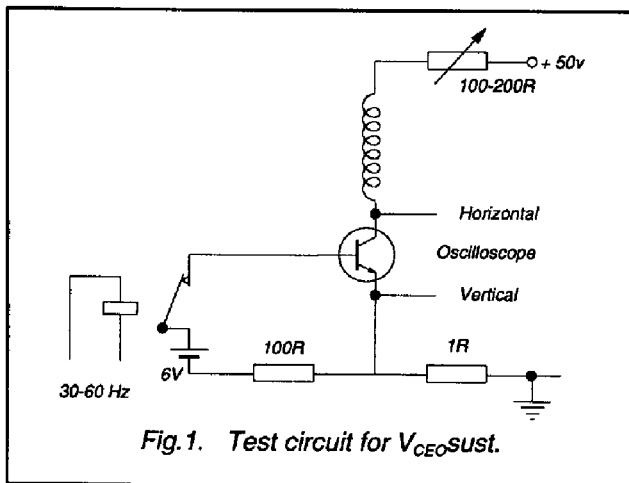 + 50v
100-200R
Horizontal
Oscilloscope
Vertical
100R
1R
6V
30-60 Hz
Fig.1. Test circuit for VCEOsust.